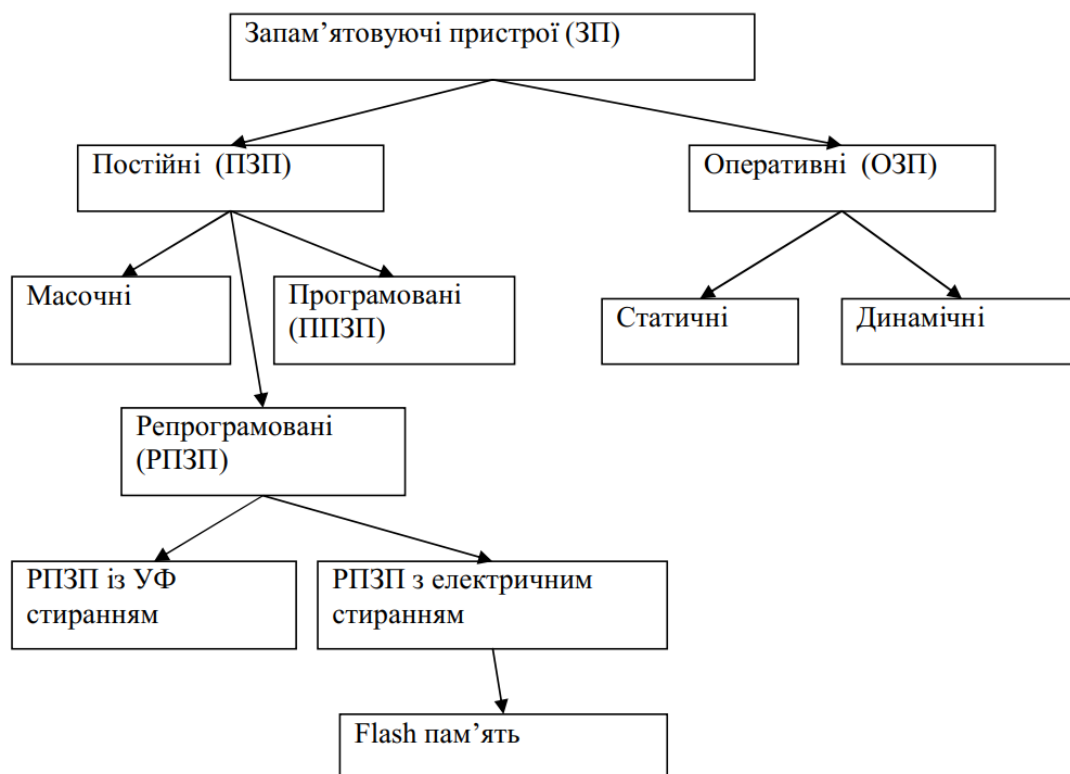 Запам’ятовуючі пристрої (ЗП)
Постійні (ПЗП)
Оперативні (ОЗП)
Масочні
Програмовані
(ППЗП)
Статичні
Динамічні
Репрограмовані
(РПЗП)
РПЗП із УФ
стиранням
РПЗП з електричним
стиранням
Flash пам’ять